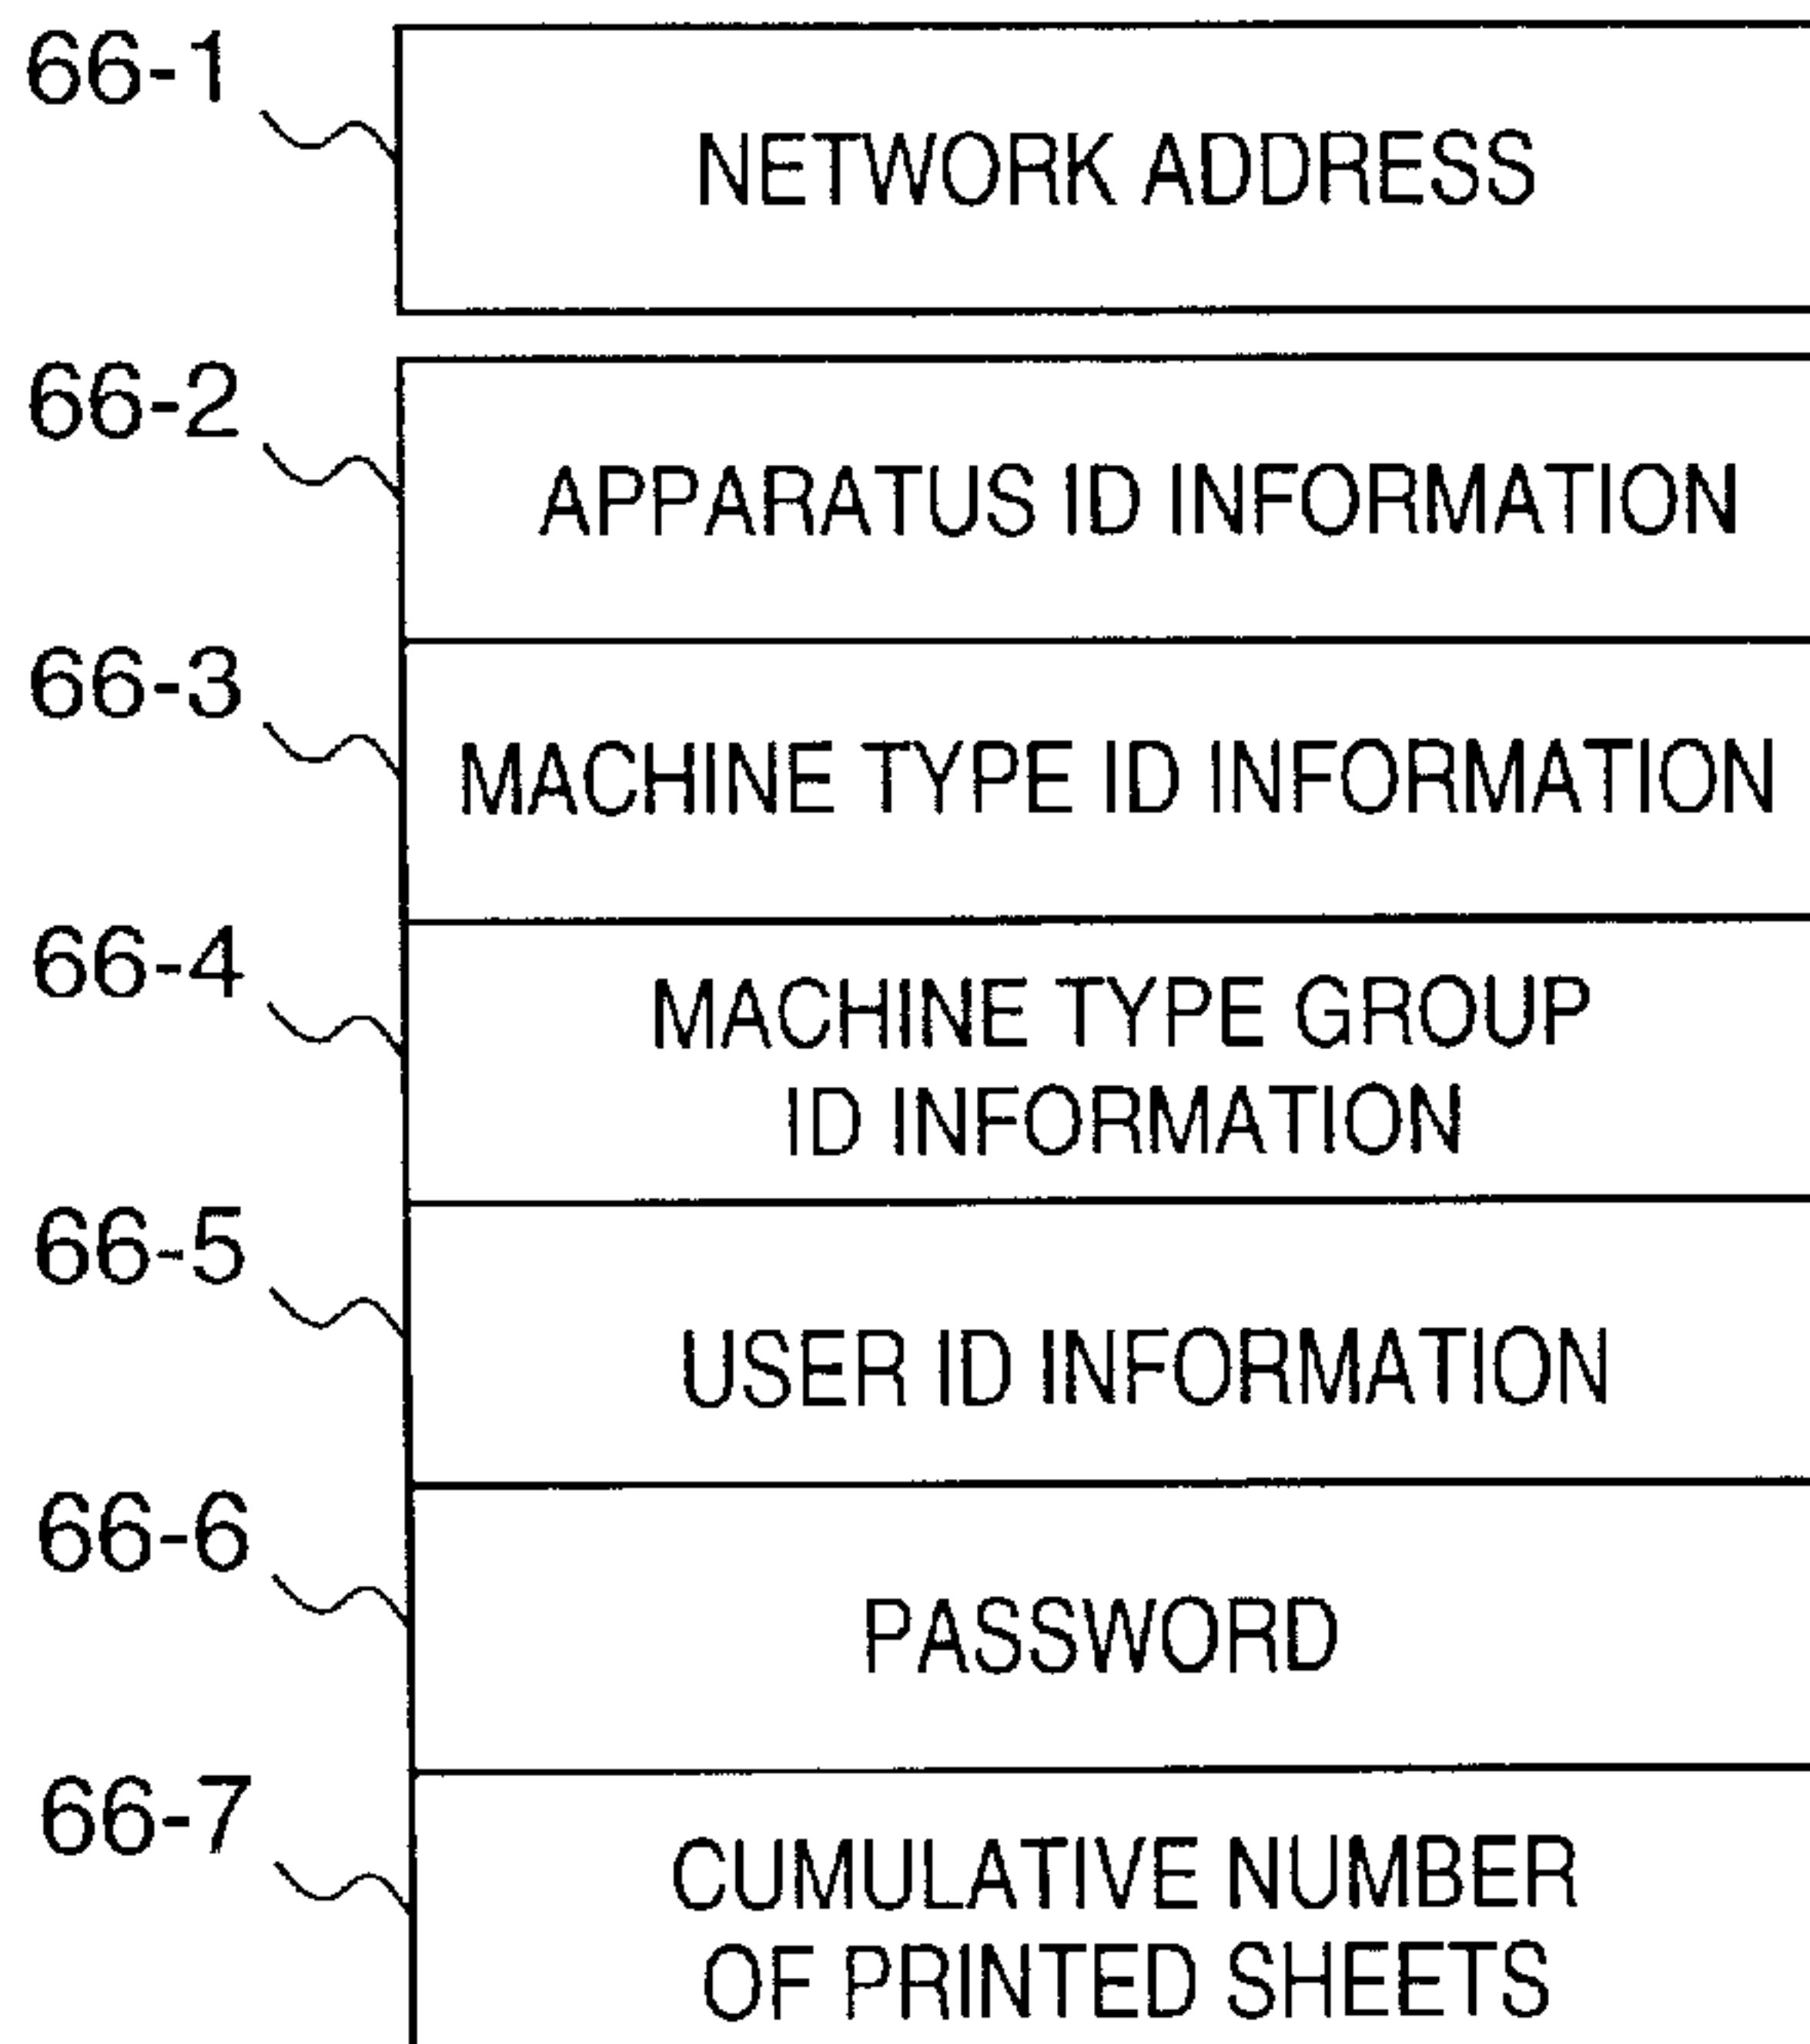 66-1
NETWORK ADDRESS
66-2
APPARATUS ID INFORMATION
66-3
MACHINE TYPE ID INFORMATION
66-4
MACHINE TYPE GROUP
ID INFORMATION
66-5
USER ID INFORMATION
66-6
PASSWORD
66-7
CUMULATIVE NUMBER
OF PRINTED SHEETS